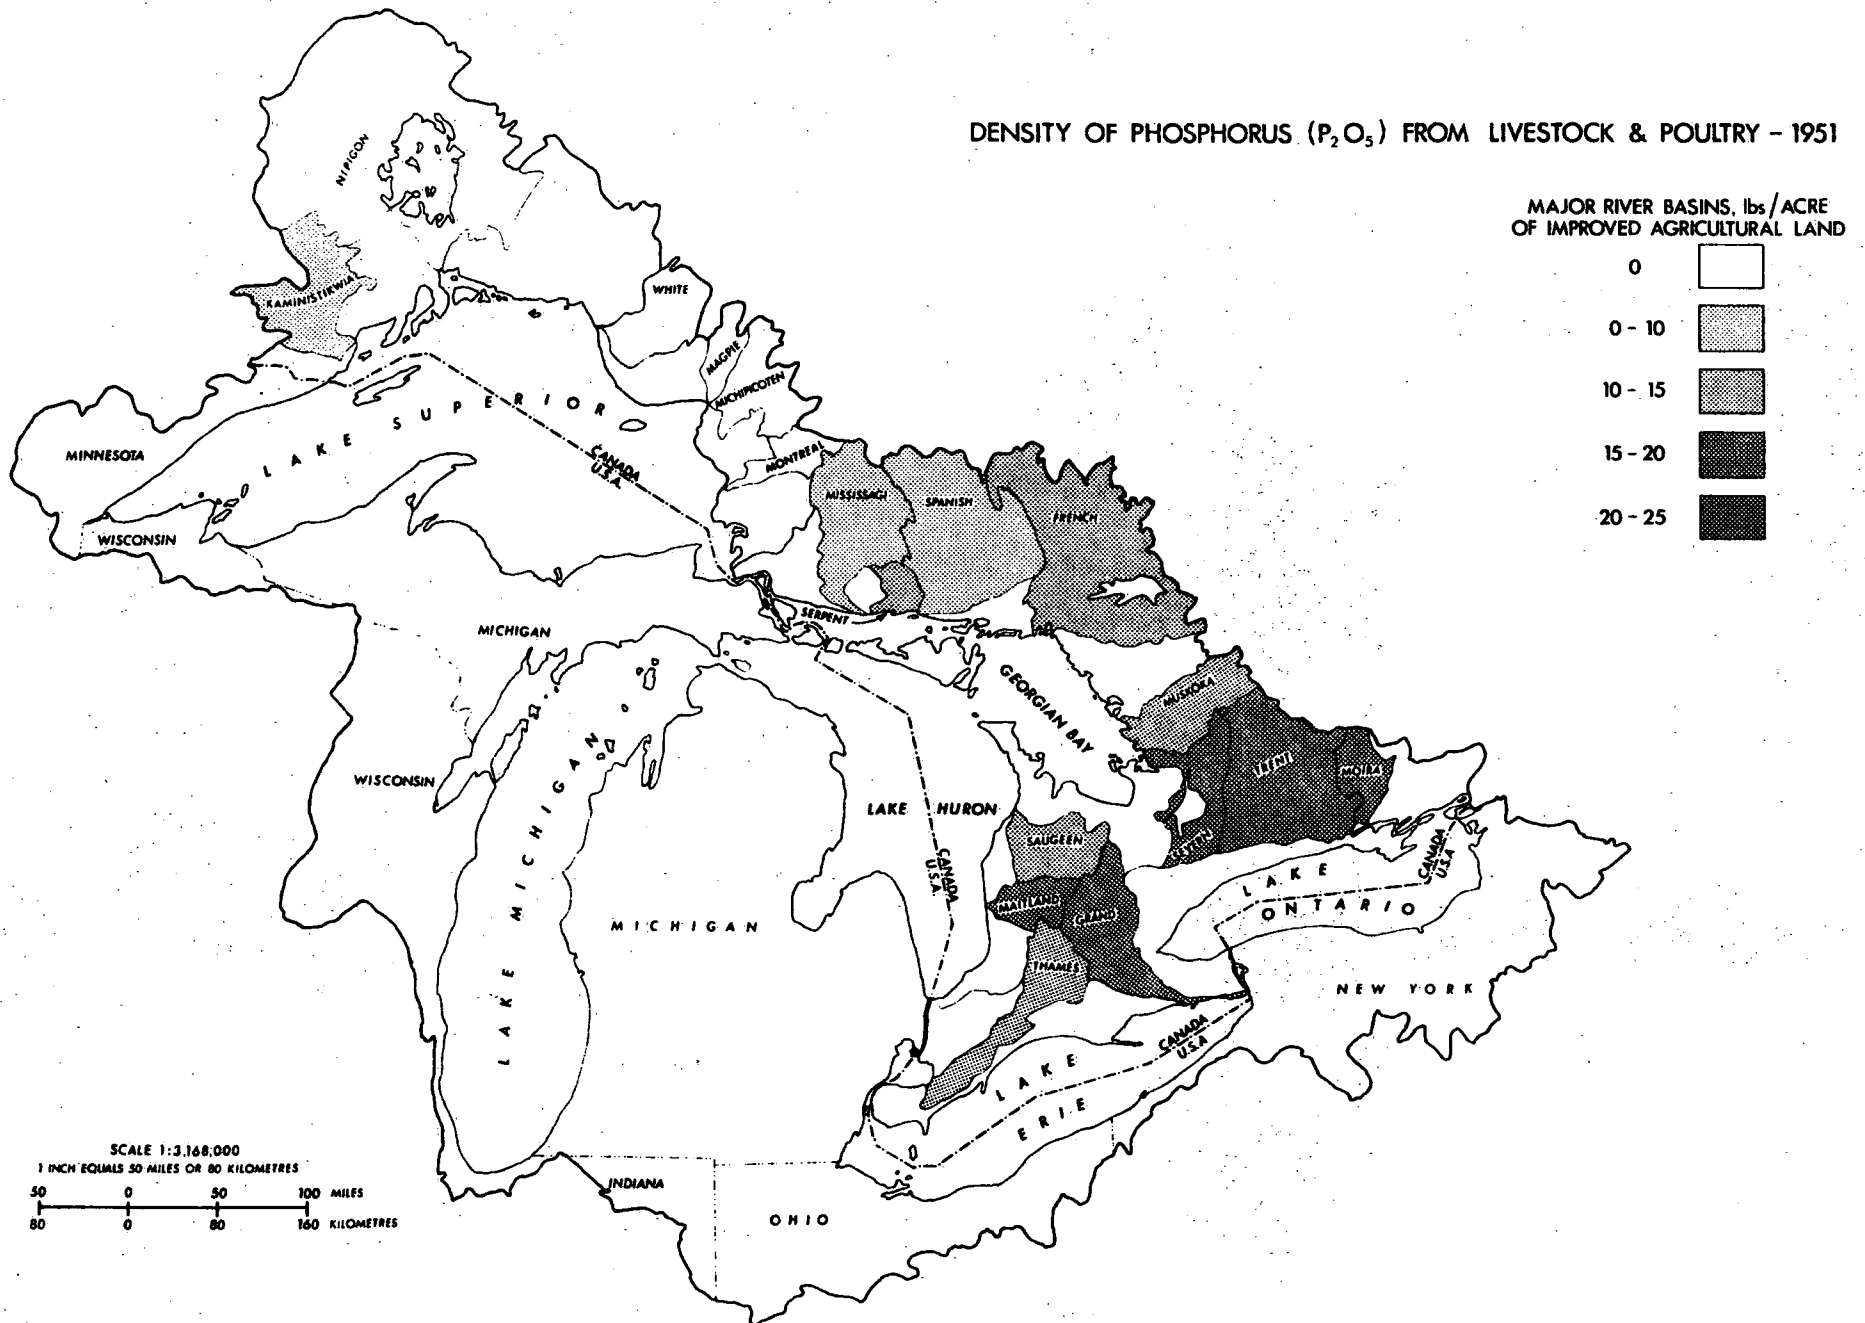 DENSITY OF PHOSPHORUS (P₂O₅) FROM LIVESTOCK & POULTRY - 1951
MAJOR RIVER BASINS, lbs/ACRE
OF IMPROVED AGRICULTURAL LAND
0
0 - 10
10 - 15
15 - 20
20 - 25
NIPIGON
KAMINISTIKWIA
WHITE
MAGPIE
MICHIPICOTEN
MONTREAL
LAKE SUPERIOR
CANADA
U.S.A.
MINNESOTA
WISCONSIN
MISSISSAGI
SPANISH
FRENCH
SERPENT
MICHIGAN
GEORGIAN BAY
MUSKOKA
TRENT
MOIRA
SEVERN
WISCONSIN
LAKE MICHIGAN
LAKE HURON
CANADA
U.S.A.
SAUGEEN
MAITLAND
GRAND
THAMES
MICHIGAN
LAKE
ONTARIO
CANADA
U.S.A
NEW YORK
CANADA
U.S.A
LAKE
ERIE
INDIANA
OHIO
SCALE 1:3,168,000
1 INCH EQUALS 50 MILES OR 80 KILOMETRES
50 0 50 100 MILES
80 0 80 160 KILOMETRES